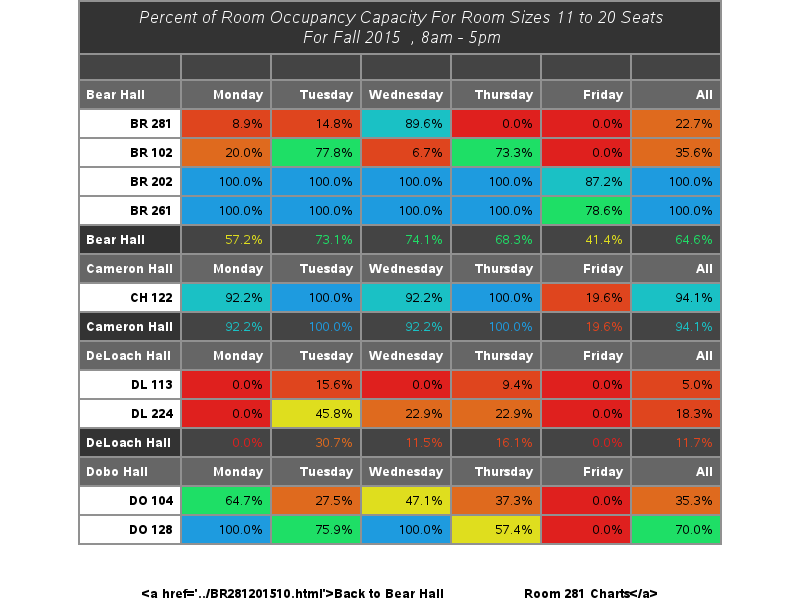 Percent of Room Occupancy Capacity For Room Sizes 11 to 20 Seats
For Fall 2015 , 8am - 5pm
Bear Hall Monday Tuesday Wednesday Thursday Friday All
BR 281 8.9% 14.8% 89.6% 0.0% 0.0% 22.7%
BR 102 20.0% 77.8% 6.7% 73.3% 0.0% 35.6%
BR 202 100.0% 100.0% 100.0% 100.0% 87.2% 100.0%
BR 261 100.0% 100.0% 100.0% 100.0% 78.6% 100.0%
Bear Hall 57.2% 73.1% 74.1% 68.3% 41.4% 64.6%
Cameron Hall Monday Tuesday Wednesday Thursday Friday All
CH 122 92.2% 100.0% 92.2% 100.0% 19.6% 94.1%
Cameron Hall 92.2% 100.0% 92.2% 100.0% 19.6% 94.1%
DeLoach Hall Monday Tuesday Wednesday Thursday Friday All
DL 113 0.0% 15.6% 0.0% 9.4% 0.0% 5.0%
DL 224 0.0% 45.8% 22.9% 22.9% 0.0% 18.3%
DeLoach Hall 0.0% 30.7% 11.5% 16.1% 0.0% 11.7%
Dobo Hall Monday Tuesday Wednesday Thursday Friday All
DO 104 64.7% 27.5% 47.1% 37.3% 0.0% 35.3%
DO 128 100.0% 75.9% 100.0% 57.4% 0.0% 70.0%
<a href='../BR281201510.html'>Back to Bear Hall Room 281 Charts</a>